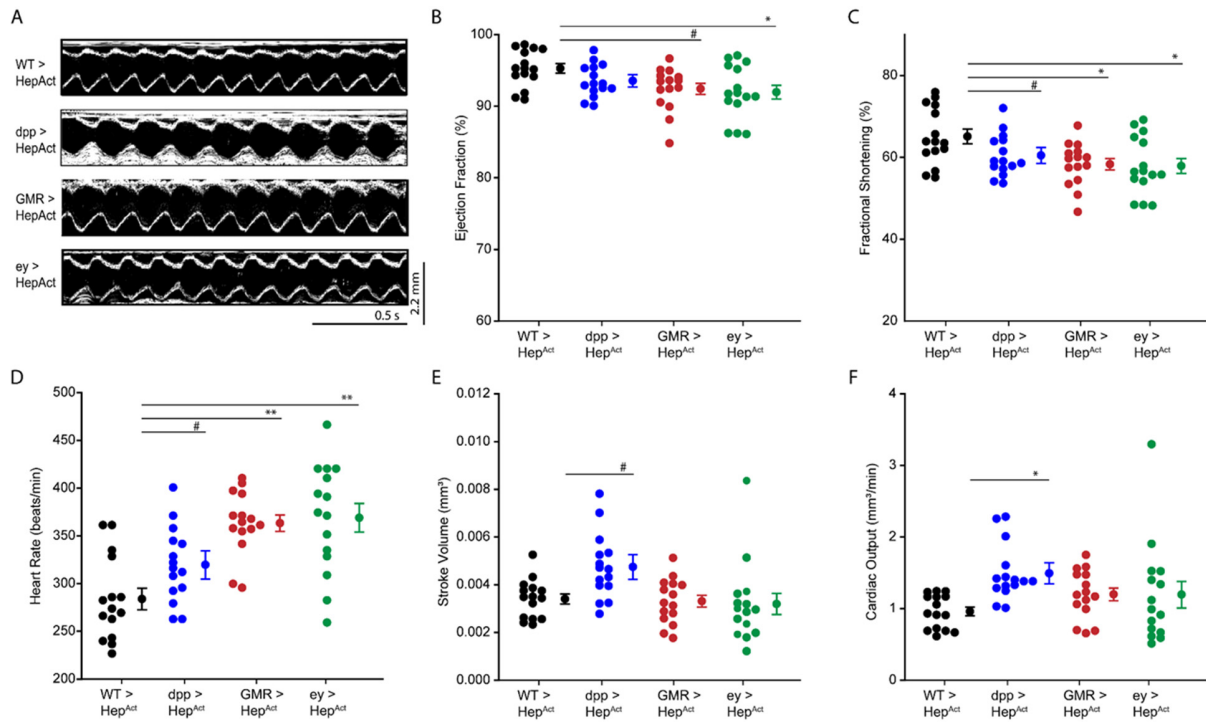 A
WT >
HepAct
dpp >
HepAct
GMR >
HepAct
ey >
HepAct
0.5 s
2.2 mm
B
Ejection Fraction (%)
100
90
80
70
60
*
#
WT >
HepAct
dpp >
HepAct
GMR >
HepAct
ey >
HepAct
C
Fractional Shortening (%)
80
60
40
20
*
*
#
WT >
HepAct
dpp >
HepAct
GMR >
HepAct
ey >
HepAct
D
Heart Rate (beats/min)
500
450
400
350
300
250
200
**
**
#
WT >
HepAct
dpp >
HepAct
GMR >
HepAct
ey >
HepAct
E
Stroke Volume (mm³)
0.012
0.010
0.008
0.006
0.004
0.002
0.000
#
WT >
HepAct
dpp >
HepAct
GMR >
HepAct
ey >
HepAct
F
Cardiac Output (mm³/min)
4
3
2
1
0
*
WT >
HepAct
dpp >
HepAct
GMR >
HepAct
ey >
HepAct